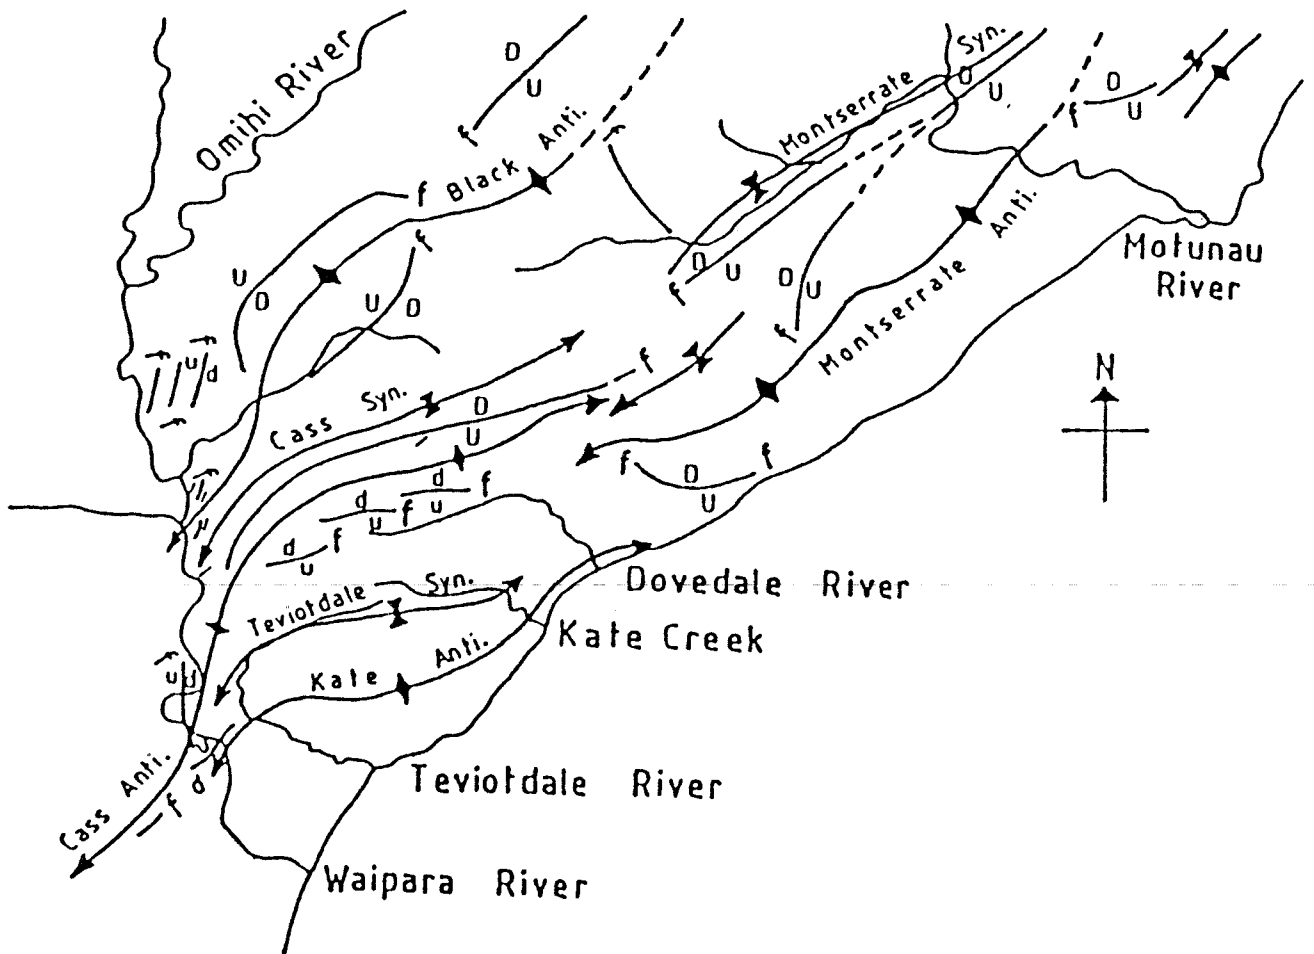 Omihi River
D
U
f
Black Anti.
f
f
f
U
D
U
D
Montserrate Syn.
D
U
D
U
f
D
U
f
f
D
U
Montserrate Anti.
Motunau
River
N
f
u
d
f
Cass Syn.
D
U
f
f
D
U
f
f
u
d
u
f
d
u
f
d
u
f
Teviotdale Syn.
Dovedale River
Kate Creek
Kate Anti.
f
u
d
Cass Anti.
f
d
Teviotdale River
Waipara River